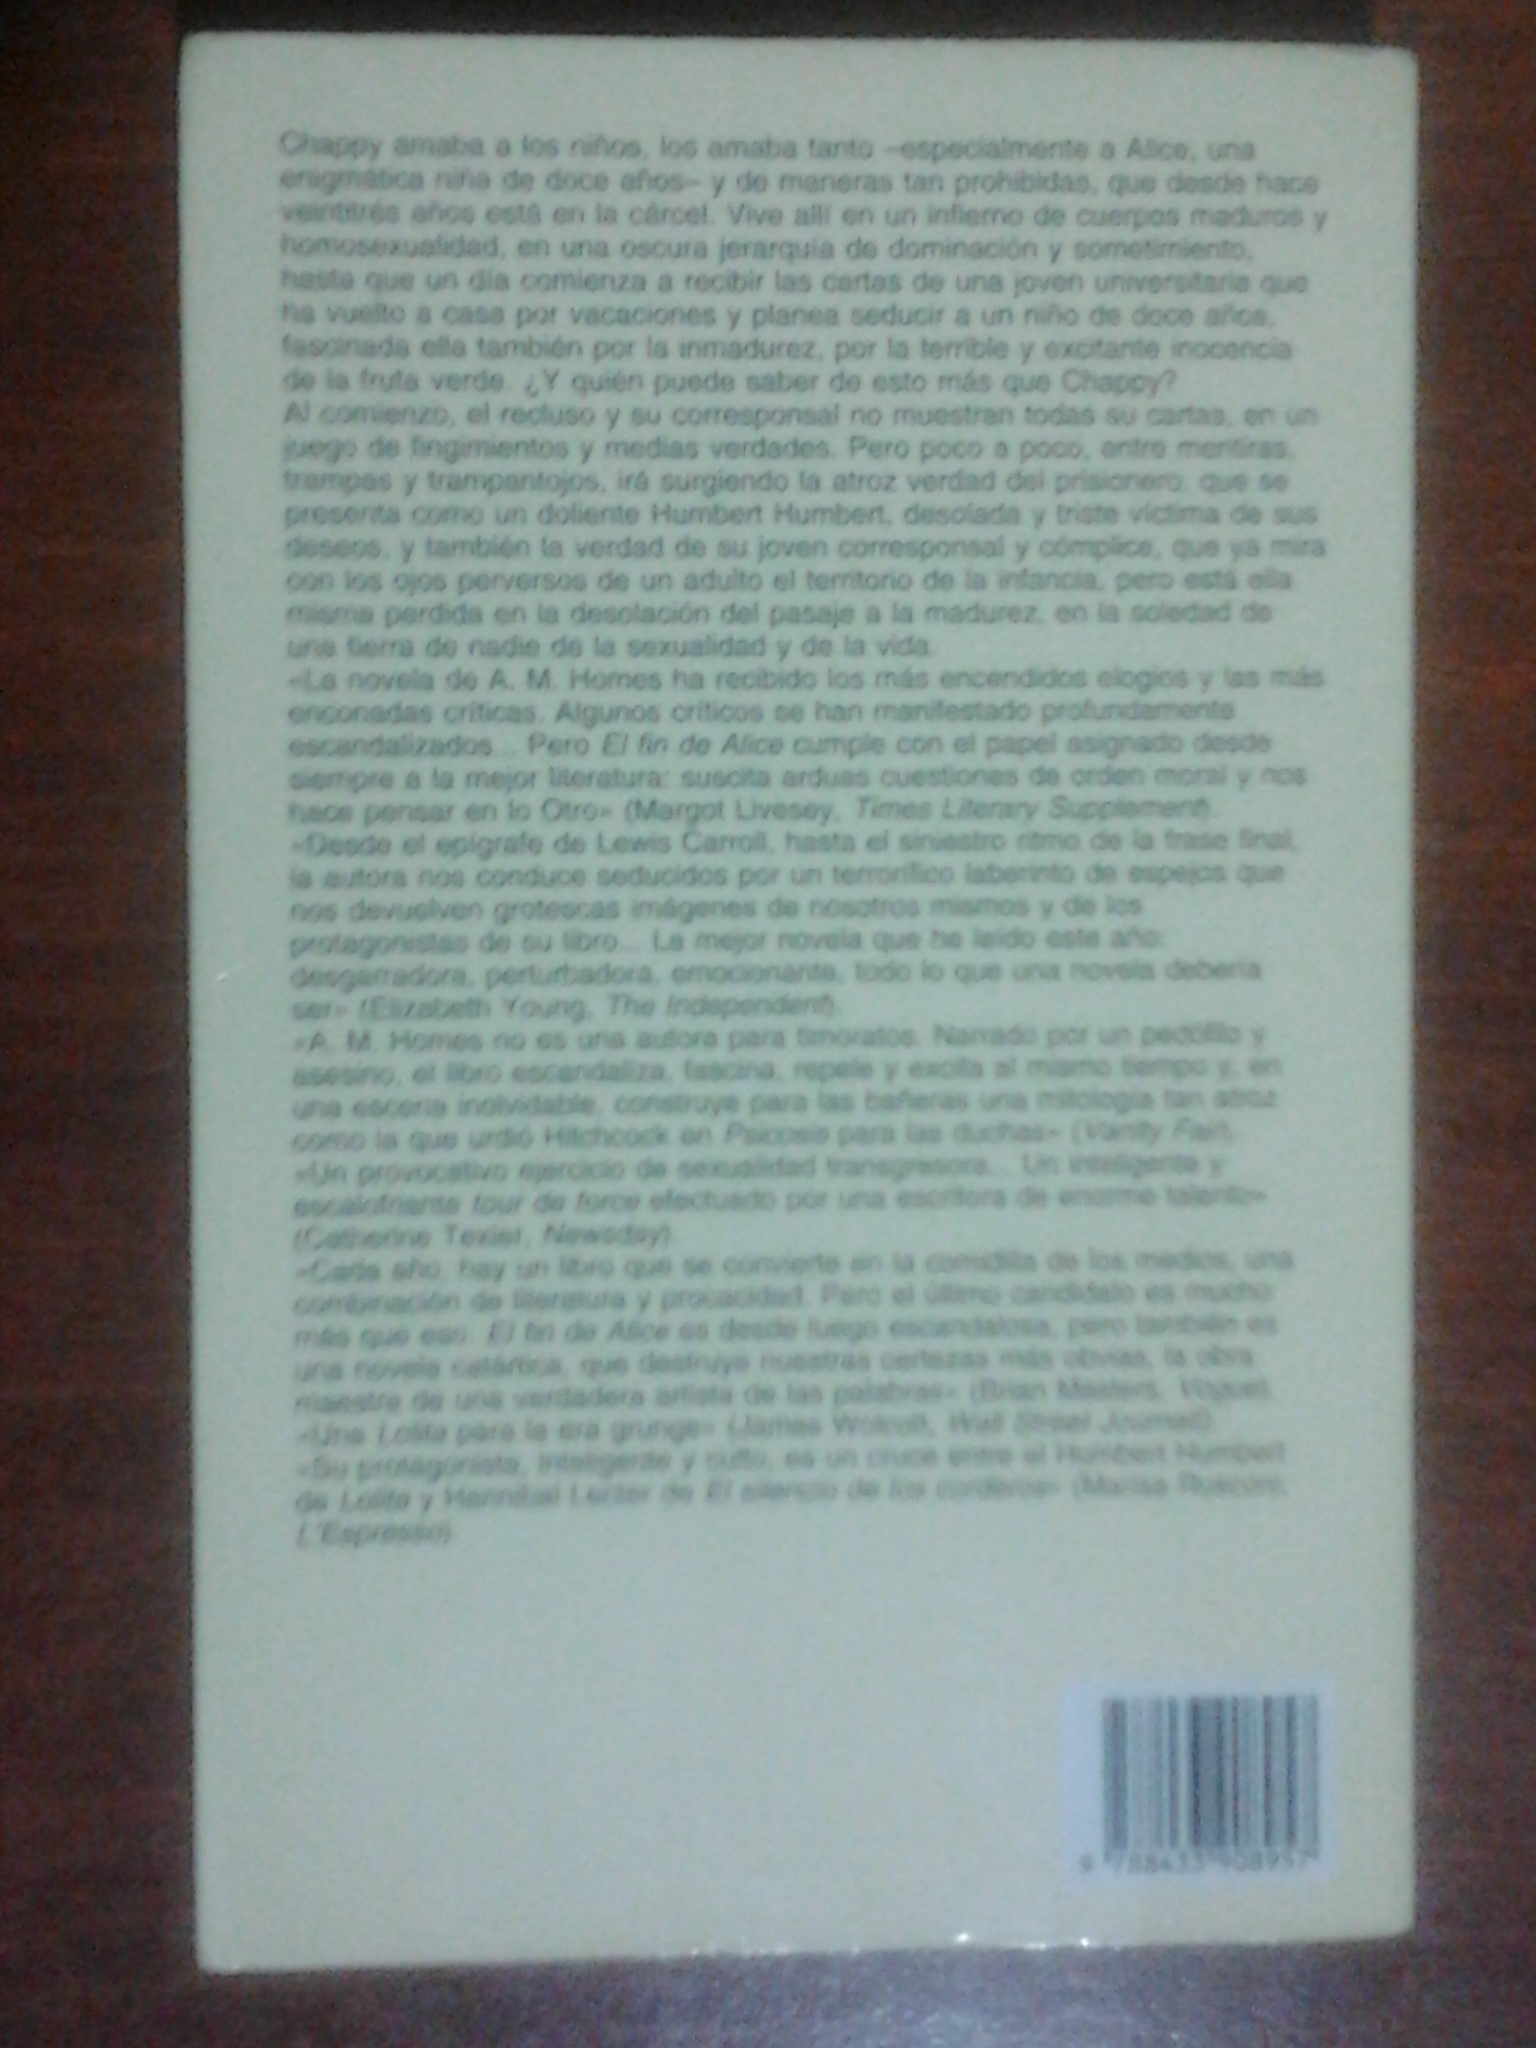 Chappy amaba a los niños, los amaba tanto –especialmente a Alice, una
enigmática niña de doce años– y de maneras tan prohibidas, que desde hace
veintitrés años está en la cárcel. Vive allí en un infierno de cuerpos maduros y
homosexualidad, en una oscura jerarquía de dominación y sometimiento,
hasta que un día comienza a recibir las cartas de una joven universitaria que
ha vuelto a casa por vacaciones y planea seducir a un niño de doce años,
fascinada ella también por la inmadurez, por la terrible y excitante inocencia
de la fruta verde. ¿Y quién puede saber de esto más que Chappy?
Al comienzo, el recluso y su corresponsal no muestran todas su cartas, en un
juego de fingimientos y medias verdades. Pero poco a poco, entre mentiras,
trampas y trampantojos, irá surgiendo la atroz verdad del prisionero, que se
presenta como un doliente Humbert Humbert, desolada y triste víctima de sus
deseos, y también la verdad de su joven corresponsal y cómplice, que ya mira
con los ojos perversos de un adulto el territorio de la infancia, pero está ella
misma perdida en la desolación del pasaje a la madurez, en la soledad de
una tierra de nadie de la sexualidad y de la vida.
«La novela de A. M. Homes ha recibido los más encendidos elogios y las más
enconadas críticas. Algunos críticos se han manifestado profundamente
escandalizados... Pero El fin de Alice cumple con el papel asignado desde
siempre a la mejor literatura: suscita arduas cuestiones de orden moral y nos
hace pensar en lo Otro» (Margot Livesey, Times Literary Supplement).
«Desde el epígrafe de Lewis Carroll, hasta el siniestro ritmo de la frase final,
la autora nos conduce seducidos por un terrorífico laberinto de espejos que
nos devuelven grotescas imágenes de nosotros mismos y de los
protagonistas de su libro... La mejor novela que he leído este año:
desgarradora, perturbadora, emocionante, todo lo que una novela debería
ser» (Elizabeth Young, The Independent).
«A. M. Homes no es una autora para timoratos. Narrado por un pedófilo y
asesino, el libro escandaliza, fascina, repele y excita al mismo tiempo y, en
una escena inolvidable, construye para las bañeras una mitología tan atroz
como la que urdió Hitchcock en Psicosis para las duchas» (Vanity Fair).
«Un provocativo ejercicio de sexualidad transgresora... Un inteligente y
escalofriante tour de force efectuado por una escritora de enorme talento»
(Catherine Texier, Newsday).
«Cada año, hay un libro que se convierte en la comidilla de los medios, una
combinación de literatura y procacidad. Pero el último candidato es mucho
más que eso. El fin de Alice es desde luego escandalosa, pero también es
una novela catártica, que destruye nuestras certezas más obvias, la obra
maestra de una verdadera artista de las palabras» (Brian Masters,
«Una Lolita para la era grunge» (James Wolcott, Wall Street Journal).
«Su protagonista, inteligente y culto, es un cruce entre el Humbert Humbert
de Lolita y Hannibal Lecter de El silencio de los corderos» (Marisa Rusconi,
L'Espresso).
9 788433 908957